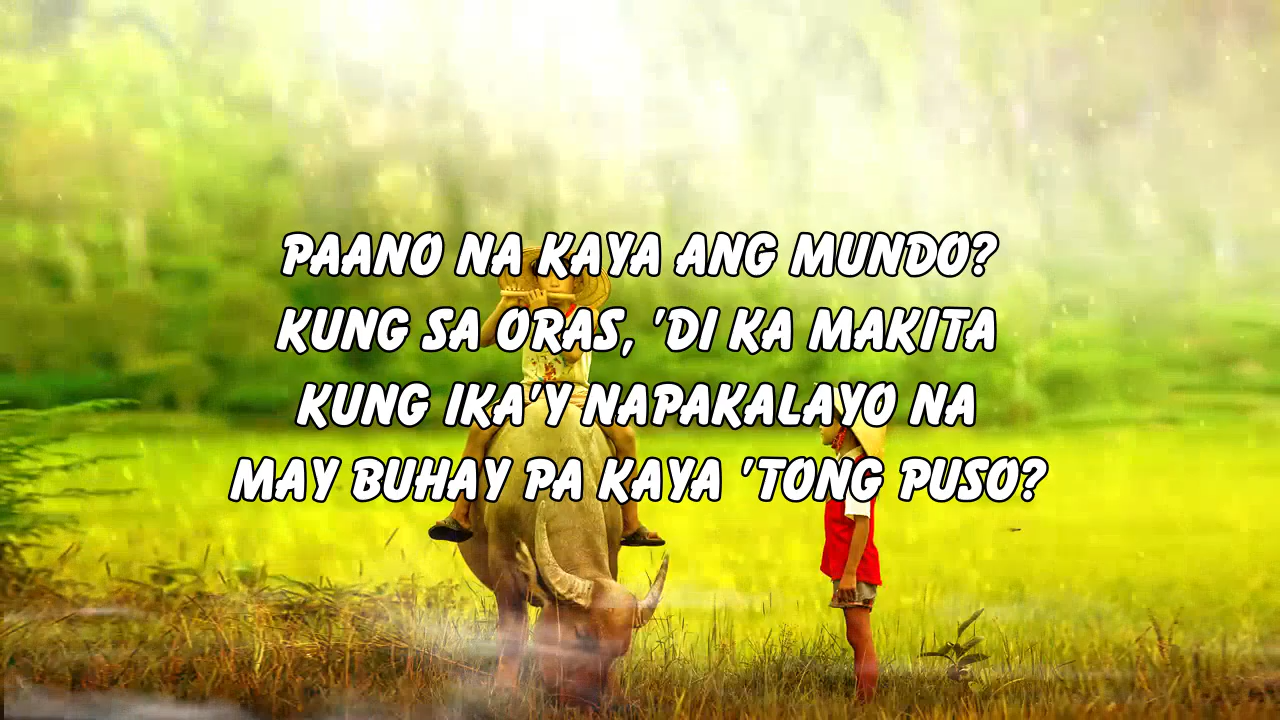 PAANO NA KAYA ANG MUNDO?
KUNG SA ORAS, 'DI KA MAKITA
KUNG IKA'Y NAPAKALAYO NA
MAY BUHAY PA KAYA 'TONG PUSO?